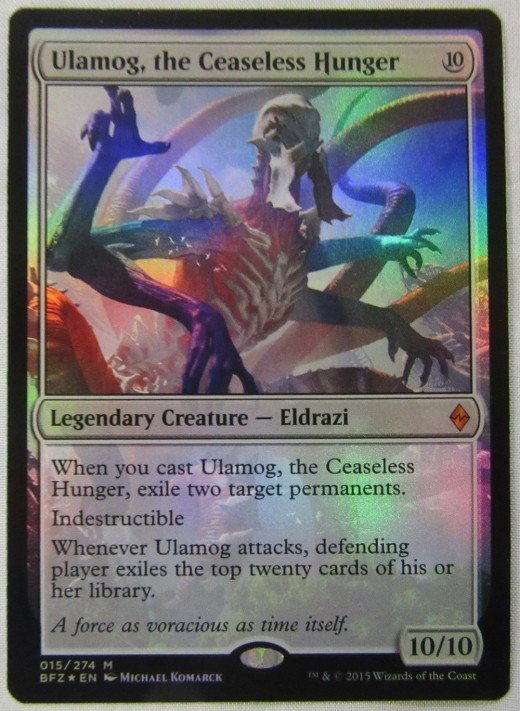 Ulamog, the Ceaseless Hunger 10
Legendary Creature — Eldrazi
When you cast Ulamog, the Ceaseless
Hunger, exile two target permanents.
Indestructible
Whenever Ulamog attacks, defending
player exiles the top twenty cards of his or
her library.
A force as voracious as time itself.
10/10
015/274 M
BFZ ★ EN Michael Komarck
™ & © 2015 Wizards of the Coast